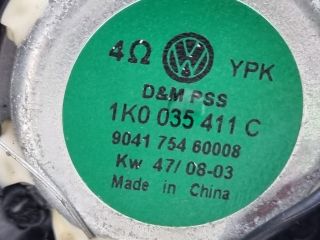 4Ω YPK
D&M PSS
1K0 035 411 C
9041 754 60008
Kw 47/ 08-03
Made in China